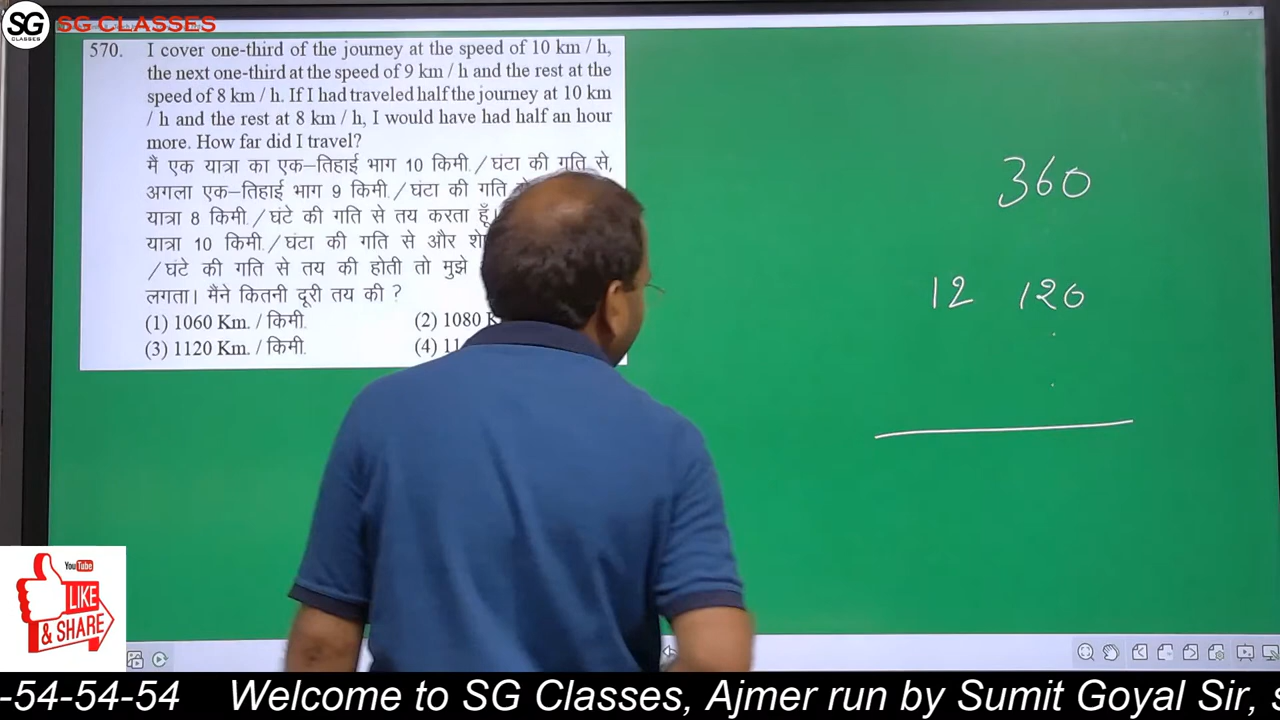 SG
CLASSES
SG CLASSES
570. I cover one-third of the journey at the speed of 10 km / h,
the next one-third at the speed of 9 km / h and the rest at the
speed of 8 km / h. If I had traveled half the journey at 10 km
/ h and the rest at 8 km / h, I would have had half an hour
more. How far did I travel?
मैं एक यात्रा का एक–तिहाई भाग 10 किमी. / घंटा की गति से,
अगला एक–तिहाई भाग 9 किमी. / घंटा की गति
यात्रा 8 किमी. / घंटे की गति से तय करता हूँ।
यात्रा 10 किमी. / घंटा की गति से और
/ घंटे की गति से तय की होती तो मुझे
लगता। मैंने कितनी दूरी तय की ?
(1) 1060 Km. / किमी. (2) 1080
(3) 1120 Km. / किमी. (4)
360
12 120
YouTube
LIKE
& SHARE
-54-54-54 Welcome to SG Classes, Ajmer run by Sumit Goyal Sir,